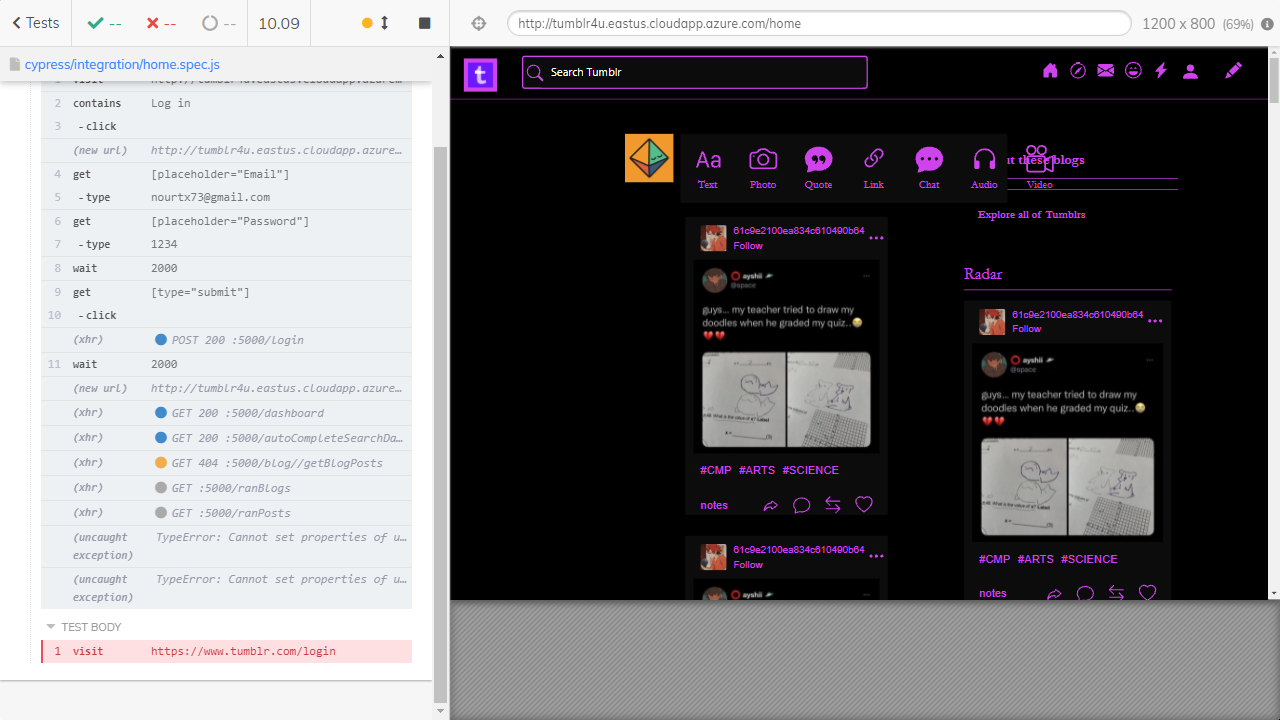 Tests
--
--
--
10.09
http://tumblr4u.eastus.cloudapp.azure.com/home
1200 x 800 (69%)
cypress/integration/home.spec.js
2 contains Log in
3 - click
(new url) http://tumblr4u.eastus.cloudapp.azure...
4 get [placeholder="Email"]
5 - type nourtx73@gmail.com
6 get [placeholder="Password"]
7 - type 1234
8 wait 2000
9 get [type="submit"]
10 - click
(xhr) POST 200 :5000/login
11 wait 2000
(new url) http://tumblr4u.eastus.cloudapp.azure...
(xhr) GET 200 :5000/dashboard
(xhr) GET 200 :5000/autoCompleteSearchDa...
(xhr) GET 404 :5000/blog//getBlogPosts
(xhr) GET :5000/ranBlogs
(xhr) GET :5000/ranPosts
(uncaught exception) TypeError: Cannot set properties of u...
(uncaught exception) TypeError: Cannot set properties of u...
TEST BODY
1 visit https://www.tumblr.com/login
t
Search Tumblr
Aa
Text
Photo
Quote
Link
Chat
Audio
Video
these blogs
Explore all of Tumblrs
61c9e2100ea834c610490b64
Follow
ayshii
@space
guys... my teacher tried to draw my
doodles when he graded my quiz..😭
💔💔
#CMP #ARTS #SCIENCE
notes
61c9e2100ea834c610490b64
Follow
ayshii
Radar
61c9e2100ea834c610490b64
Follow
ayshii
@space
guys... my teacher tried to draw my
doodles when he graded my quiz..😭
💔💔
#CMP #ARTS #SCIENCE
notes